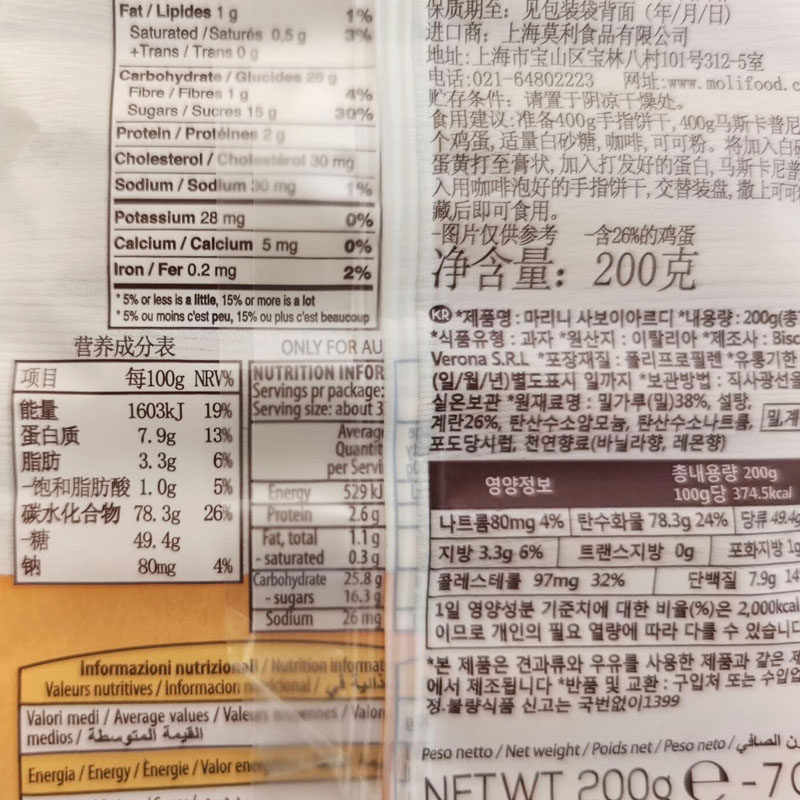 Fat / Lipides 1 g 1%
Saturated / Saturés 0,5 g 3%
+Trans / Trans 0 g
Carbohydrate / Glucides 26 g
Fibre / Fibres 1 g 4%
Sugars / Sucres 16 g 30%
Protein / Protéines 2 g
Cholesterol / Cholestérol 30 mg
Sodium / Sodium 30 mg 1%
Potassium 28 mg 0%
Calcium / Calcium 5 mg 0%
Iron / Fer 0.2 mg 2%
* 5% or less is a little, 15% or more is a lot
* 5% ou moins c'est peu, 15% ou plus c'est beaucoup
营养成分表
项目 每100g NRV%
能量 1603kJ 19%
蛋白质 7.9g 13%
脂肪 3.3g 6%
-饱和脂肪酸 1.0g 5%
碳水化合物 78.3g 26%
-糖 49.4g
钠 80mg 4%
ONLY FOR AU
NUTRITION INFOR
Servings pr package:
Serving size: about 3
Average
Quantit
per Servi
Energy 529 kJ
Protein 2.6 g
Fat, total 1.1 g
- saturated 0.3 g
Carbohydrate 25.8 g
- sugars 16.3 g
Sodium 26 mg
Informazioni nutrizionali / Nutrition informat
Valeurs nutritives / Informacion nutricional /
Valori medi / Average values / Valeurs moyennes / Valor
medios / القيمة المتوسطة
Energia / Energy / Ènergie / Valor ener
保质期至: 见包装袋背面 (年/月/日)
进口商: 上海莫利食品有限公司
地址:上海市宝山区宝林八村101号312-5室
电话:021-64802223 网址:www.molifood.c
贮存条件: 请置于阴凉干燥处。
食用建议:准备400g手指饼干,400g马斯卡普尼
个鸡蛋,适量白砂糖,咖啡,可可粉。将加入白砂
蛋黄打至膏状,加入打发好的蛋白,马斯卡尼普
入用咖啡泡好的手指饼干,交替装盘,撒上可可
藏后即可食用。
-图片仅供参考 -含26%的鸡蛋
净含量: 200克
KR *제품명 : 마리니 사보이아르디 *내용량 : 200g(총
*식품유형 : 과자 *원산지 : 이탈리아 *제조사 : Bisc
Verona S.R.L *포장재질 : 폴리프로필렌 *유통기한
(일/월/년)별도표시 일까지 *보관방법 : 직사광선을
실온보관 *원재료명 : 밀가루(밀)38%, 설탕,
계란26%, 탄산수소암모늄, 탄산수소나트륨, 밀,계
포도당시럽, 천연향료(바닐라향, 레몬향)
영양정보 총내용량 200g
100g당 374.5kcal
나트륨80mg 4% 탄수화물 78.3g 24% 당류 49.4g
지방 3.3g 6% 트랜스지방 0g 포화지방 1g
콜레스테롤 97mg 32% 단백질 7.9g 14
1일 영양성분 기준치에 대한 비율(%)은 2,000kcal
이므로 개인의 필요 열량에 따라 다를 수 있습니다
*본 제품은 견과류와 우유를 사용한 제품과 같은 제
에서 제조됩니다 *반품 및 교환 : 구입처 또는 수입업
정·불량식품 신고는 국번없이1399
Peso netto / Net weight / Poids net / Peso neto / الوزن الصافي
NETWT 200g e -70